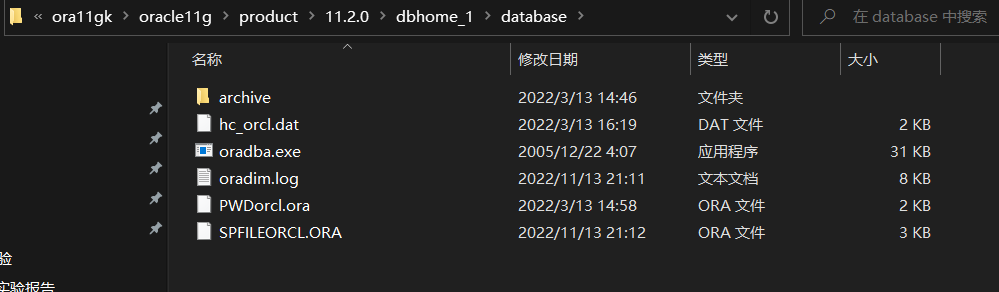 « ora11gk › oracle11g › product › 11.2.0 › dbhome_1 › database › 在 database 中搜索
名称 修改日期 类型 大小
archive 2022/3/13 14:46 文件夹
hc_orcl.dat 2022/3/13 16:19 DAT 文件 2 KB
oradba.exe 2005/12/22 4:07 应用程序 31 KB
oradim.log 2022/11/13 21:11 文本文档 8 KB
PWDorcl.ora 2022/3/13 14:58 ORA 文件 2 KB
SPFILEORCL.ORA 2022/11/13 21:12 ORA 文件 3 KB
验
实验报告